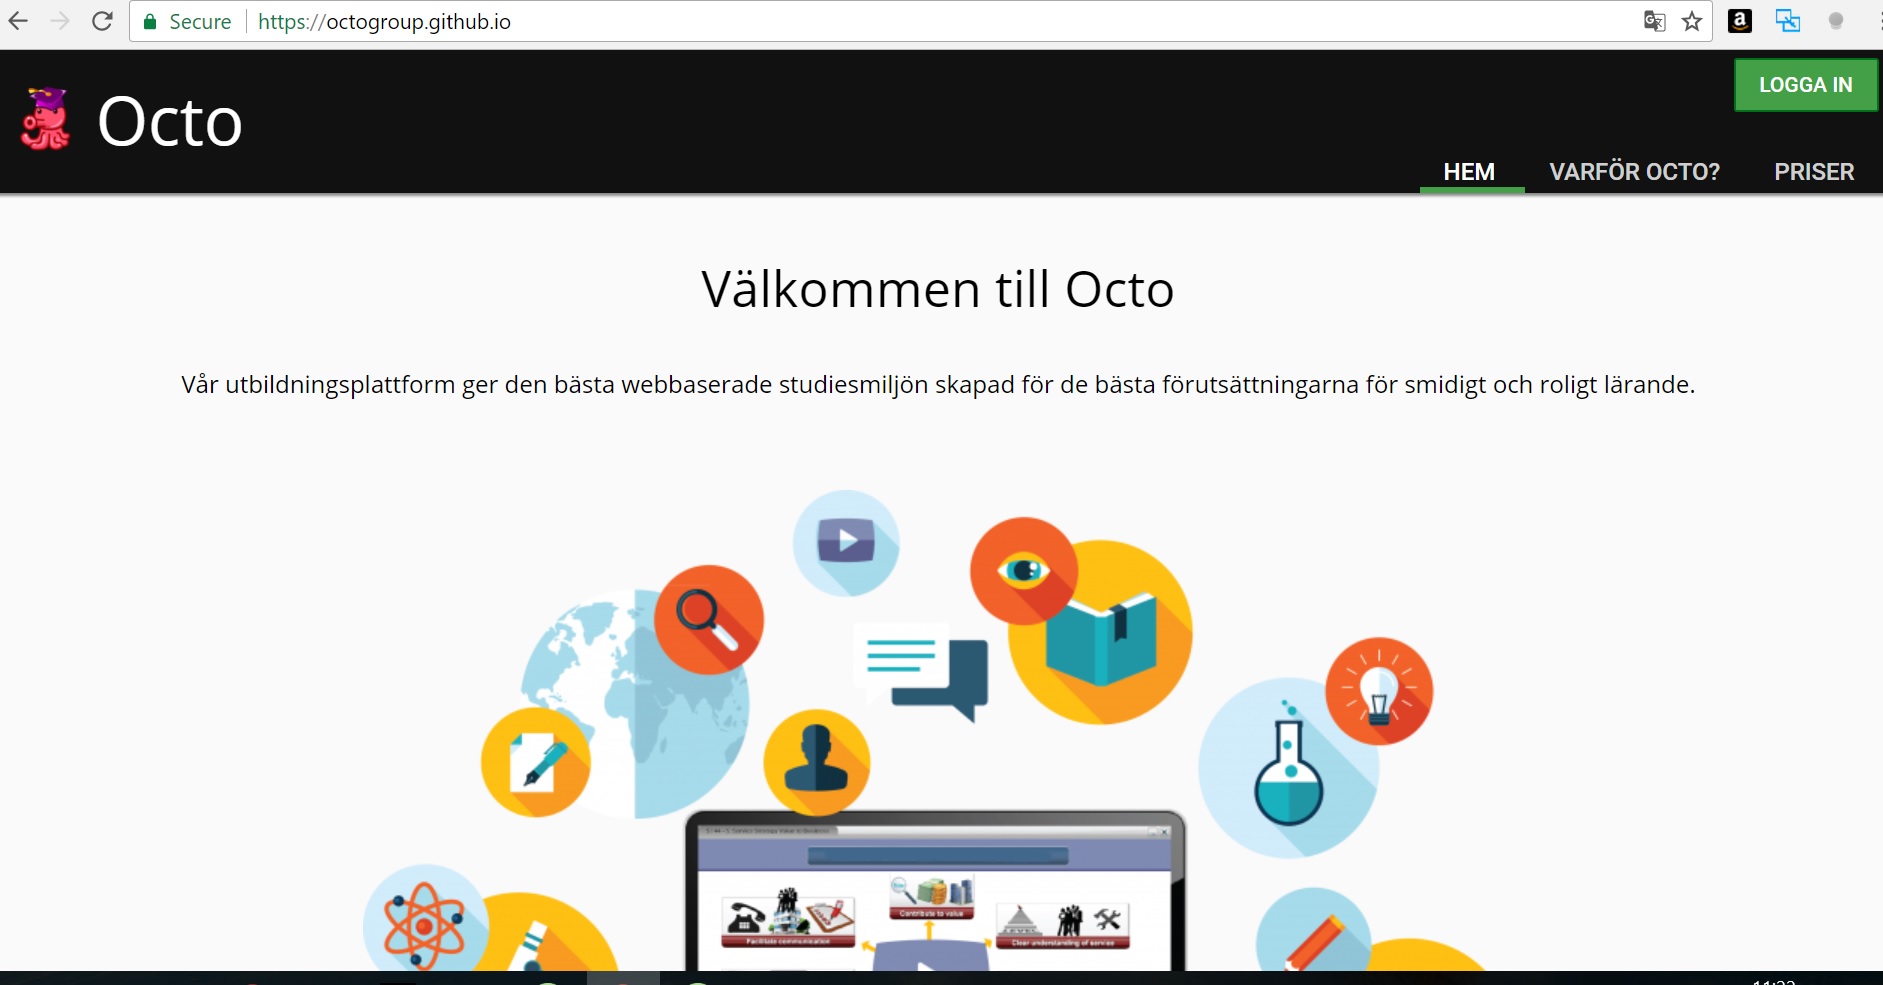 Secure
https://octogroup.github.io
LOGGA IN
Octo
HEM VARFÖR OCTO? PRISER
Välkommen till Octo
Vår utbildningsplattform ger den bästa webbaserade studiesmiljön skapad för de bästa förutsättningarna för smidigt och roligt lärande.
Contribute to value
Facilitate communication
Clear understanding of service